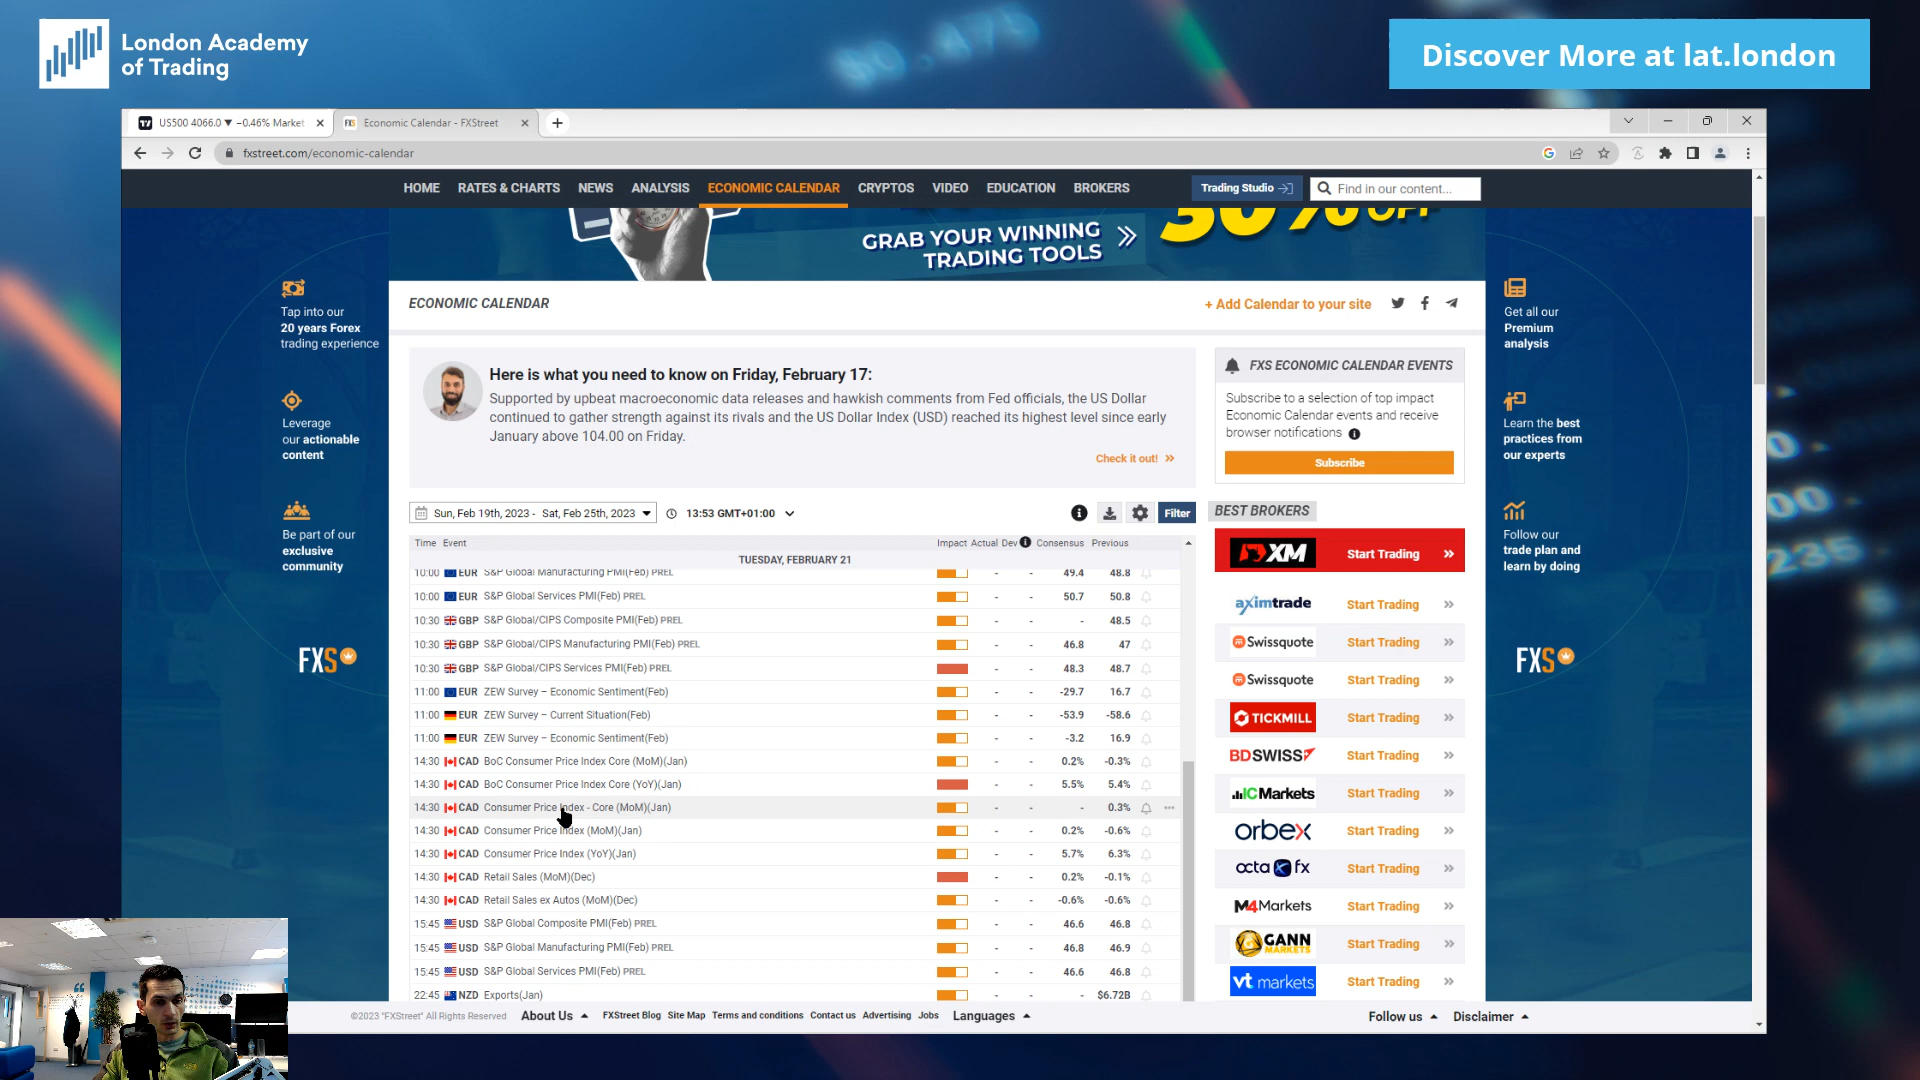 London Academy
of Trading
$0.475
Discover More at lat.london
US500 4066.0 ▼ −0.46% Market
Economic Calendar - FXStreet
fxstreet.com/economic-calendar
HOME RATES & CHARTS NEWS ANALYSIS ECONOMIC CALENDAR CRYPTOS VIDEO EDUCATION BROKERS
Trading Studio
Find in our content...
GRAB YOUR WINNING
TRADING TOOLS
30% OFF
Tap into our
20 years Forex
trading experience
Leverage
our actionable
content
Be part of our
exclusive
community
FXS
ECONOMIC CALENDAR
+ Add Calendar to your site
Here is what you need to know on Friday, February 17:
Supported by upbeat macroeconomic data releases and hawkish comments from Fed officials, the US Dollar
continued to gather strength against its rivals and the US Dollar Index (USD) reached its highest level since early
January above 104.00 on Friday.
Check it out!
FXS ECONOMIC CALENDAR EVENTS
Subscribe to a selection of top impact
Economic Calendar events and receive
browser notifications
Subscribe
Get all our
Premium
analysis
Learn the best
practices from
our experts
Follow our
trade plan and
learn by doing
FXS
Sun, Feb 19th, 2023 - Sat, Feb 25th, 2023
13:53 GMT+01:00
Filter
Time Event Impact Actual Dev Consensus Previous
TUESDAY, FEBRUARY 21
10:00 EUR S&P Global Manufacturing PMI(Feb) PREL - - 49.4 48.8
10:00 EUR S&P Global Services PMI(Feb) PREL - - 50.7 50.8
10:30 GBP S&P Global/CIPS Composite PMI(Feb) PREL - - - 48.5
10:30 GBP S&P Global/CIPS Manufacturing PMI(Feb) PREL - - 46.8 47
10:30 GBP S&P Global/CIPS Services PMI(Feb) PREL - - 48.3 48.7
11:00 EUR ZEW Survey – Economic Sentiment(Feb) - - -29.7 16.7
11:00 EUR ZEW Survey – Current Situation(Feb) - - -53.9 -58.6
11:00 EUR ZEW Survey – Economic Sentiment(Feb) - - -3.2 16.9
14:30 CAD BoC Consumer Price Index Core (MoM)(Jan) - - 0.2% -0.3%
14:30 CAD BoC Consumer Price Index Core (YoY)(Jan) - - 5.5% 5.4%
14:30 CAD Consumer Price Index - Core (MoM)(Jan) - - - 0.3%
14:30 CAD Consumer Price Index (MoM)(Jan) - - 0.2% -0.6%
14:30 CAD Consumer Price Index (YoY)(Jan) - - 5.7% 6.3%
14:30 CAD Retail Sales (MoM)(Dec) - - 0.2% -0.1%
14:30 CAD Retail Sales ex Autos (MoM)(Dec) - - -0.6% -0.6%
15:45 USD S&P Global Composite PMI(Feb) PREL - - 46.6 46.8
15:45 USD S&P Global Manufacturing PMI(Feb) PREL - - 46.8 46.9
15:45 USD S&P Global Services PMI(Feb) PREL - - 46.6 46.8
22:45 NZD Exports(Jan) - - - $6.72B
BEST BROKERS
XM Start Trading
aximtrade Start Trading
Swissquote Start Trading
Swissquote Start Trading
TICKMILL Start Trading
BDSWISS Start Trading
IC Markets Start Trading
orbex Start Trading
octa fx Start Trading
M4Markets Start Trading
GANN MARKETS Start Trading
vt markets Start Trading
©2023 "FXStreet" All Rights Reserved About Us FXStreet Blog Site Map Terms and conditions Contact us Advertising Jobs Languages Follow us Disclaimer